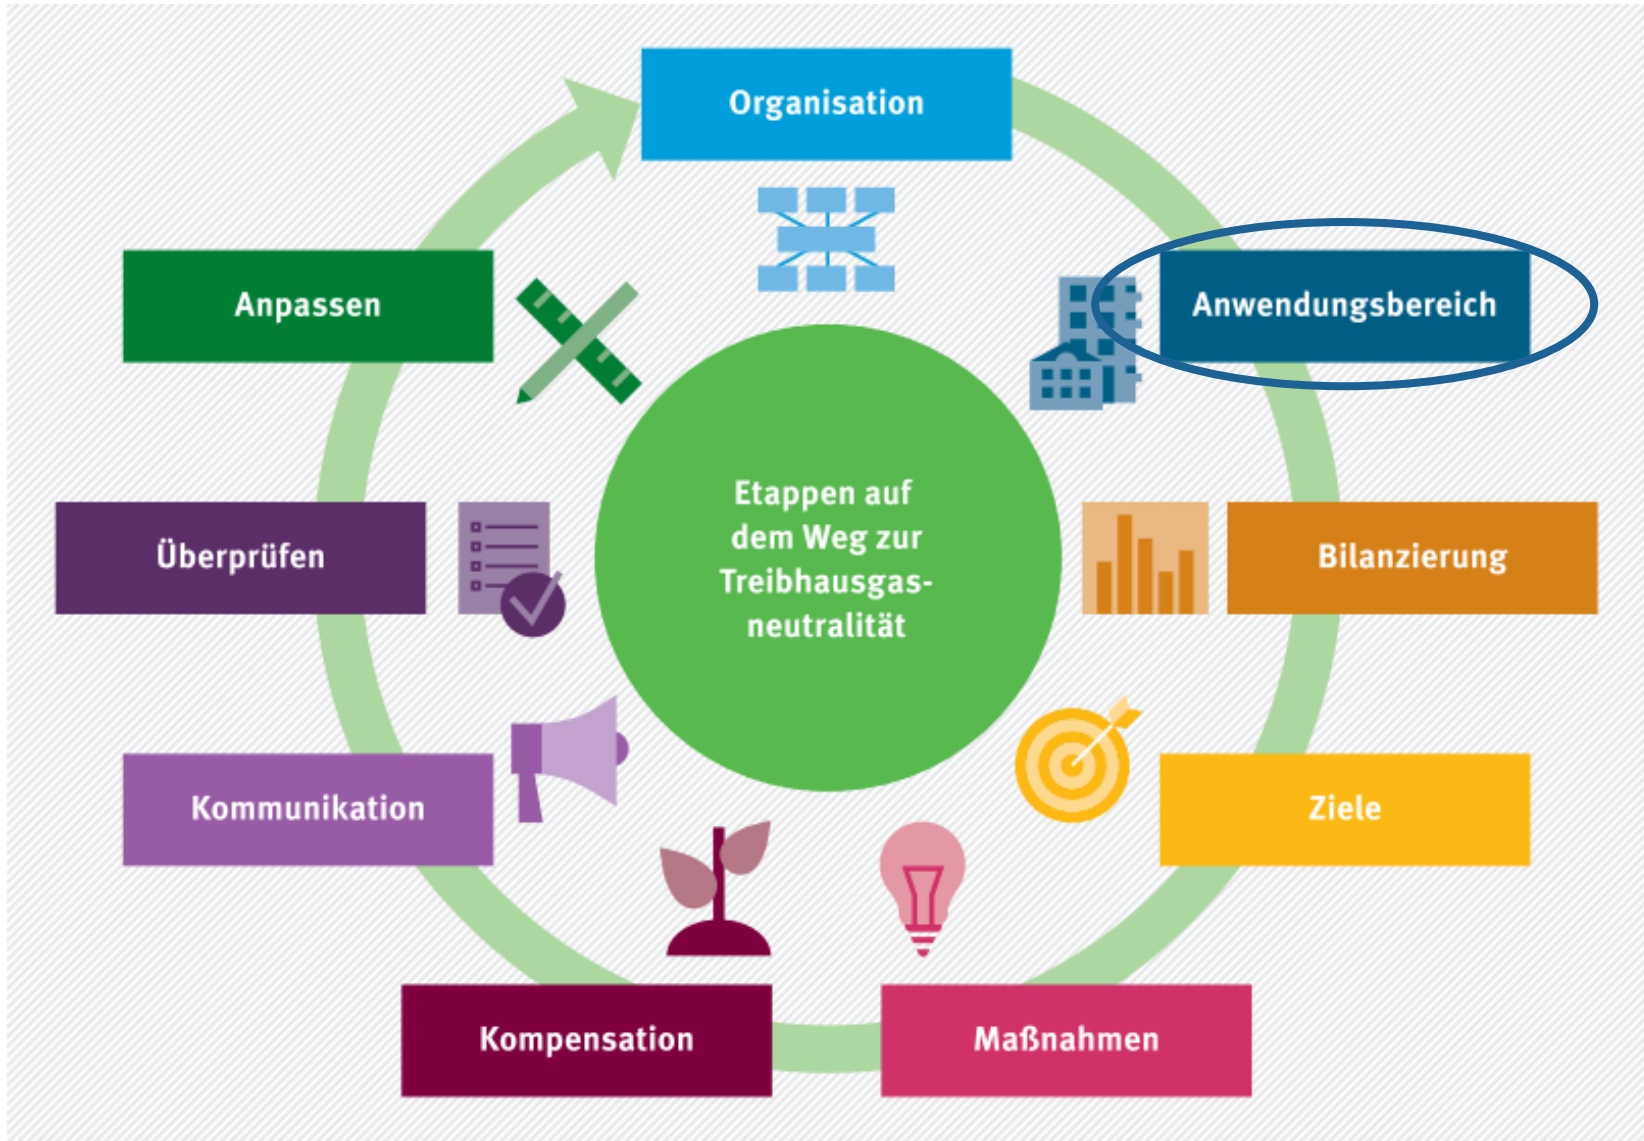 Organisation
Anwendungsbereich
Bilanzierung
Ziele
Maßnahmen
Kompensation
Kommunikation
Überprüfen
Anpassen
Etappen auf
dem Weg zur
Treibhausgas-
neutralität